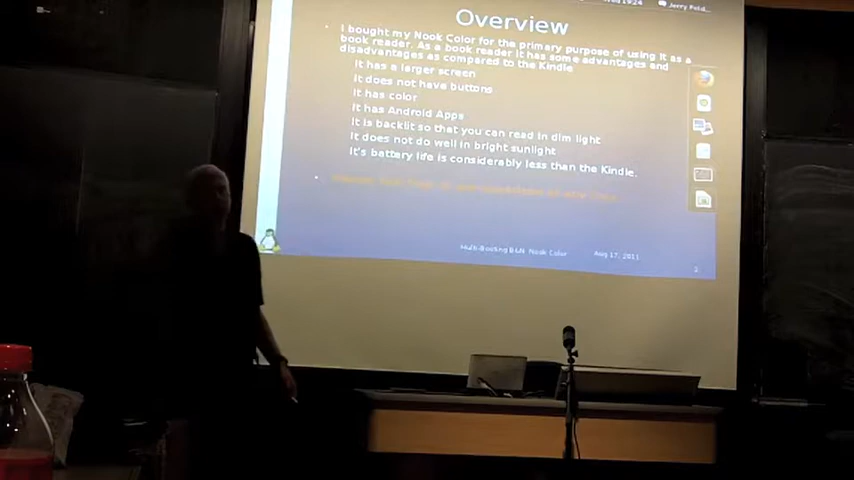 Jerry Feld
Overview
I bought my Nook Color for the primary purpose of using it as a
book reader. As a book reader it has some advantages and
disadvantages as compared to the Kindle
It has a larger screen
It does not have buttons
It has color
It has Android Apps
It is backlit so that you can read in dim light
It does not do well in bright sunlight
It's battery life is considerably less than the Kindle.
Multi-Booting B&N Nook Color
Aug 17, 2011